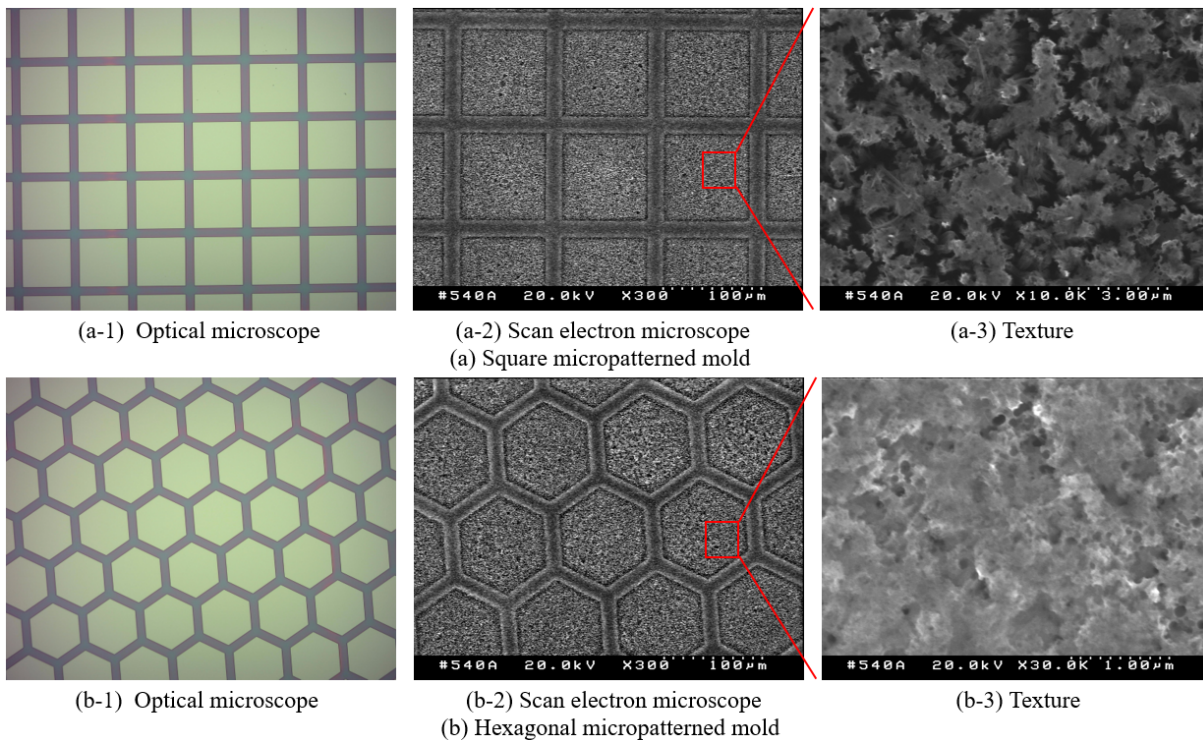 #540A 20.0kV X300 100μm
#540A 20.0kV X10.0K 3.00μm
(a-1) Optical microscope
(a-2) Scan electron microscope
(a-3) Texture
(a) Square micropatterned mold
#540A 20.0kV X300 100μm
#540A 20.0kV X30.0K 1.00μm
(b-1) Optical microscope
(b-2) Scan electron microscope
(b-3) Texture
(b) Hexagonal micropatterned mold